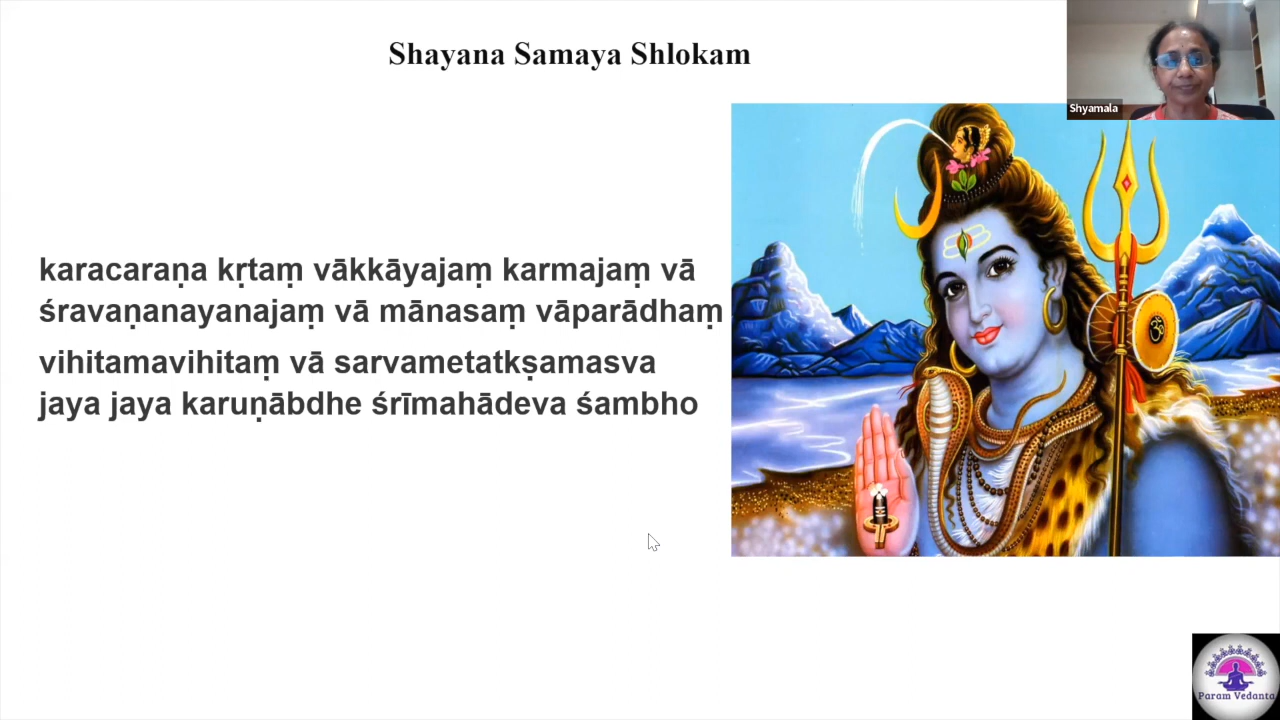 Shayana Samaya Shlokam
Shyamala
karacaraṇa kṛtaṃ vākkāyajaṃ karmajaṃ vā
śravaṇanayanajaṃ vā mānasaṃ vāparādhaṃ
vihitamavihitaṃ vā sarvametatkṣamasva
jaya jaya karuṇābdhe śrīmahādeva śambho
ॐ
Param Vedanta